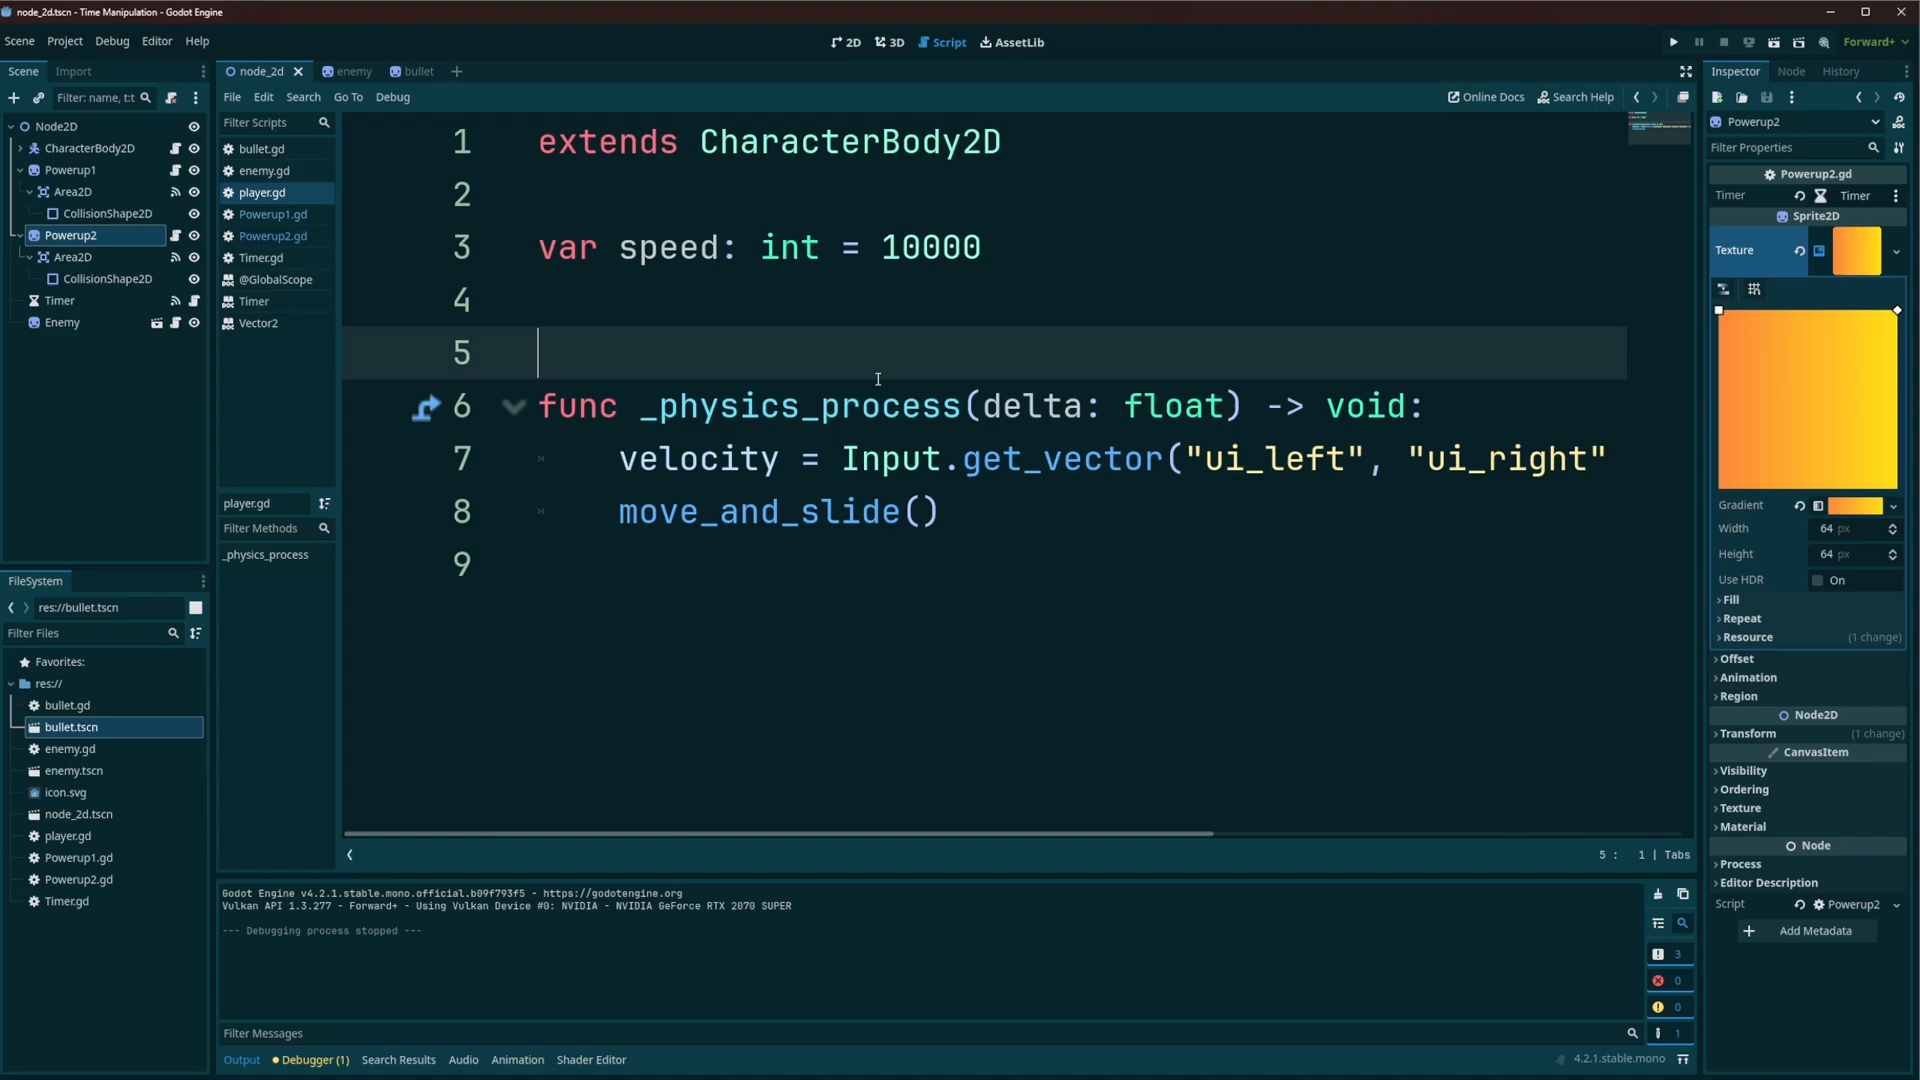 node_2d.tscn - Time Manipulation - Godot Engine
Scene Project Debug Editor Help
2D 3D Script AssetLib
Forward+
Scene Import
Filter: name, t:t
Node2D
CharacterBody2D
Powerup1
Area2D
CollisionShape2D
Powerup2
Area2D
CollisionShape2D
Timer
Enemy
FileSystem
res://bullet.tscn
Filter Files
Favorites:
res://
bullet.gd
bullet.tscn
enemy.gd
enemy.tscn
icon.svg
node_2d.tscn
player.gd
Powerup1.gd
Powerup2.gd
Timer.gd
node_2d enemy bullet
File Edit Search Go To Debug
Online Docs Search Help
Filter Scripts
bullet.gd
enemy.gd
player.gd
Powerup1.gd
Powerup2.gd
Timer.gd
@GlobalScope
Timer
Vector2
player.gd
Filter Methods
_physics_process
1 extends CharacterBody2D
2
3 var speed: int = 10000
4
5
6 func _physics_process(delta: float) -> void:
7 velocity = Input.get_vector("ui_left", "ui_right"
8 move_and_slide()
9
5 : 1 | Tabs
Godot Engine v4.2.1.stable.mono.official.b09f793f5 - https://godotengine.org
Vulkan API 1.3.277 - Forward+ - Using Vulkan Device #0: NVIDIA - NVIDIA GeForce RTX 2070 SUPER
--- Debugging process stopped ---
3
0
0
1
Filter Messages
Output Debugger (1) Search Results Audio Animation Shader Editor
4.2.1.stable.mono
Inspector Node History
Powerup2
Filter Properties
Powerup2.gd
Timer Timer
Sprite2D
Texture
Gradient
Width 64 px
Height 64 px
Use HDR On
Fill
Repeat
Resource (1 change)
Offset
Animation
Region
Node2D
Transform (1 change)
CanvasItem
Visibility
Ordering
Texture
Material
Node
Process
Editor Description
Script Powerup2
Add Metadata